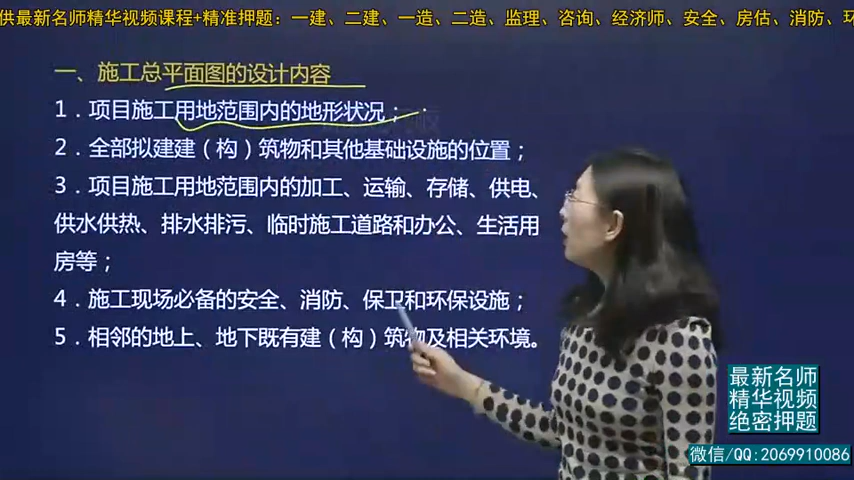 供最新名师精华视频课程+精准押题：一建、二建、一造、二造、监理、咨询、经济师、安全、房估、消防、环
一、施工总平面图的设计内容
1．项目施工用地范围内的地形状况；
2．全部拟建建（构）筑物和其他基础设施的位置；
3．项目施工用地范围内的加工、运输、存储、供电、
供水供热、排水排污、临时施工道路和办公、生活用
房等；
4．施工现场必备的安全、消防、保卫和环保设施；
5．相邻的地上、地下既有建（构）筑物及相关环境。
最新名师
精华视频
绝密押题
微信/QQ:2069910086